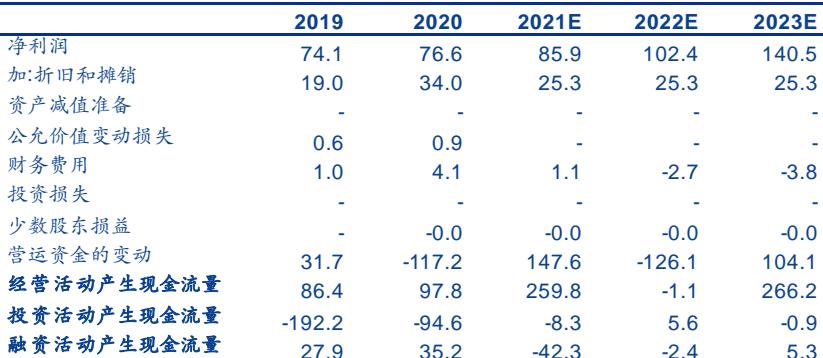 2019 2020 2021E 2022E 2023E
净利润 74.1 76.6 85.9 102.4 140.5
加:折旧和摊销 19.0 34.0 25.3 25.3 25.3
资产减值准备 - - - - -
公允价值变动损失 0.6 0.9 - - -
财务费用 1.0 4.1 1.1 -2.7 -3.8
投资损失 - - - - -
少数股东损益 - -0.0 -0.0 -0.0 -0.0
营运资金的变动 31.7 -117.2 147.6 -126.1 104.1
经营活动产生现金流量 86.4 97.8 259.8 -1.1 266.2
投资活动产生现金流量 -192.2 -94.6 -8.3 5.6 -0.9
融资活动产生现金流量 27.9 35.2 -42.3 -2.4 5.3